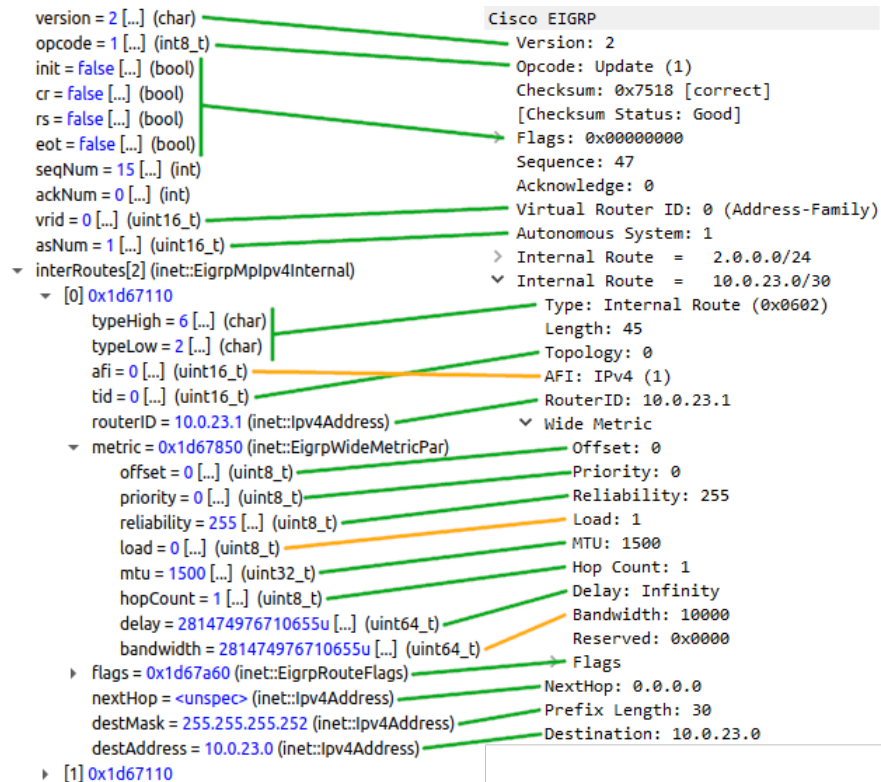 version = 2 [...] (char)
opcode = 1 [...] (int8_t)
init = false [...] (bool)
cr = false [...] (bool)
rs = false [...] (bool)
eot = false [...] (bool)
seqNum = 15 [...] (int)
ackNum = 0 [...] (int)
vrid = 0 [...] (uint16_t)
asNum = 1 [...] (uint16_t)
interRoutes[2] (inet::EigrpMpIpv4Internal)
[0] 0x1d67110
typeHigh = 6 [...] (char)
typeLow = 2 [...] (char)
afi = 0 [...] (uint16_t)
tid = 0 [...] (uint16_t)
routerID = 10.0.23.1 (inet::Ipv4Address)
metric = 0x1d67850 (inet::EigrpWideMetricPar)
offset = 0 [...] (uint8_t)
priority = 0 [...] (uint8_t)
reliability = 255 [...] (uint8_t)
load = 0 [...] (uint8_t)
mtu = 1500 [...] (uint32_t)
hopCount = 1 [...] (uint8_t)
delay = 281474976710655u [...] (uint64_t)
bandwidth = 281474976710655u [...] (uint64_t)
flags = 0x1d67a60 (inet::EigrpRouteFlags)
nextHop = <unspec> (inet::Ipv4Address)
destMask = 255.255.255.252 (inet::Ipv4Address)
destAddress = 10.0.23.0 (inet::Ipv4Address)
[1] 0x1d67110
Cisco EIGRP
Version: 2
Opcode: Update (1)
Checksum: 0x7518 [correct]
[Checksum Status: Good]
Flags: 0x00000000
Sequence: 47
Acknowledge: 0
Virtual Router ID: 0 (Address-Family)
Autonomous System: 1
Internal Route = 2.0.0.0/24
Internal Route = 10.0.23.0/30
Type: Internal Route (0x0602)
Length: 45
Topology: 0
AFI: IPv4 (1)
RouterID: 10.0.23.1
Wide Metric
Offset: 0
Priority: 0
Reliability: 255
Load: 1
MTU: 1500
Hop Count: 1
Delay: Infinity
Bandwidth: 10000
Reserved: 0x0000
Flags
NextHop: 0.0.0.0
Prefix Length: 30
Destination: 10.0.23.0